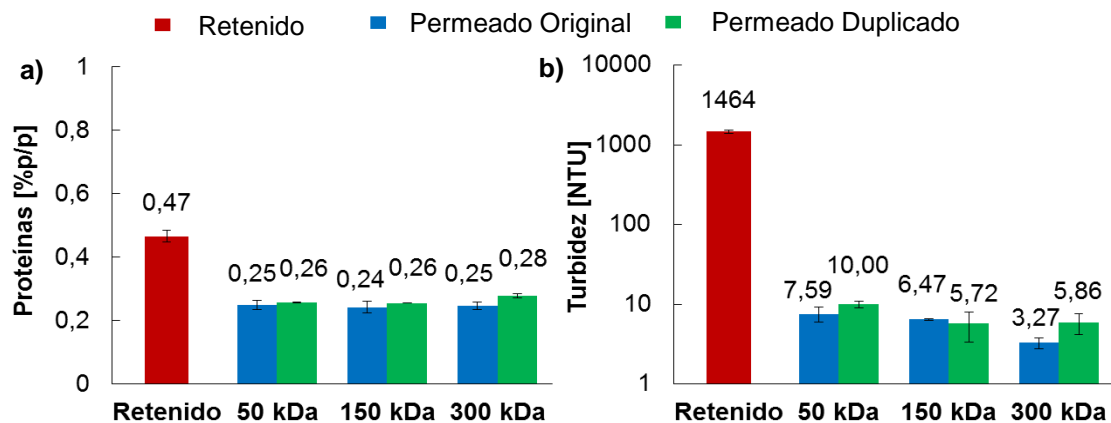 Retenido Permeado Original Permeado Duplicado
a)
Proteínas [%p/p]
1
0,8
0,6
0,4
0,2
0
0,47
0,25 0,26 0,24 0,26 0,25 0,28
Retenido 50 kDa 150 kDa 300 kDa
b)
Turbidez [NTU]
10000
1000
100
10
1
1464
7,59 10,00 6,47 5,72 3,27 5,86
Retenido 50 kDa 150 kDa 300 kDa